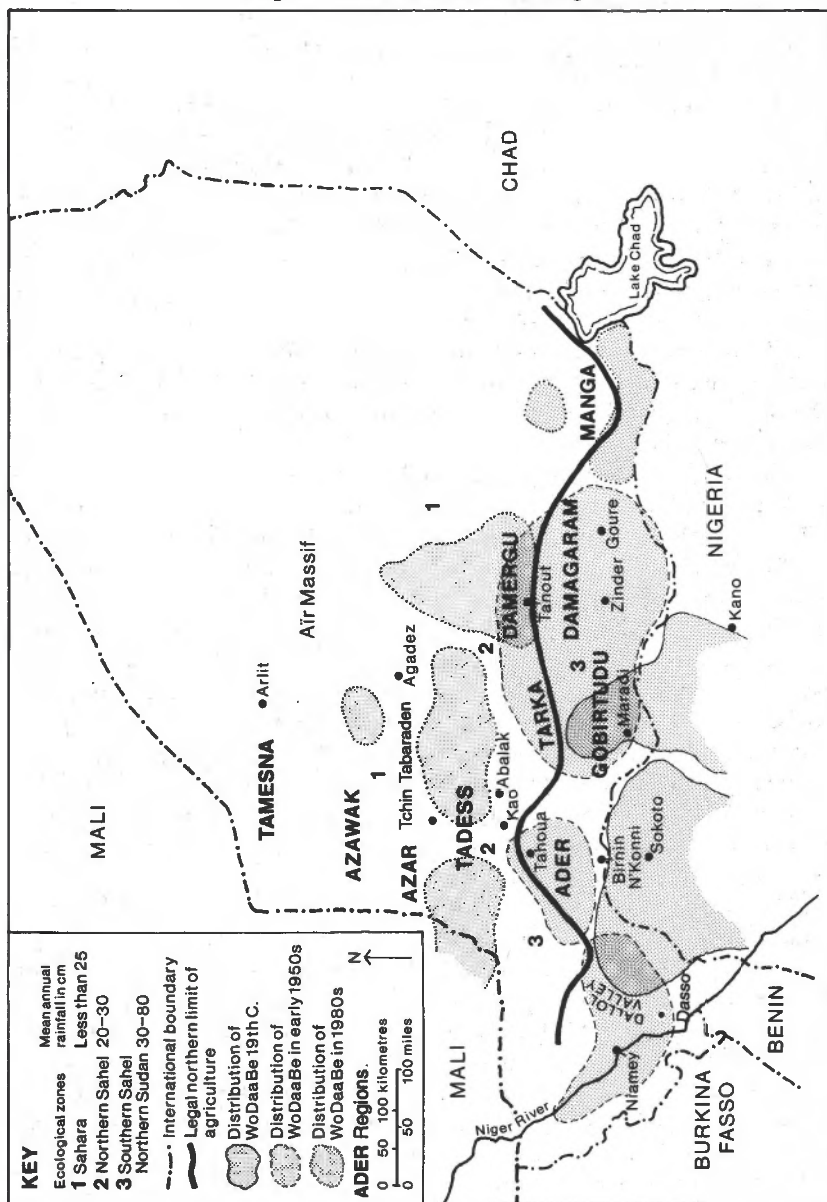 KEY
Ecological zones
Mean annual
rainfall in cm
1 Sahara
Less than 25
2 Northern Sahel
20-30
3 Southern Sahel
Northern Sudan
30-80
International boundary
Legal northern limit of
agriculture
Distribution of
WoDaaBe 19th C.
Distribution of
WoDaaBe in early 1950s
Distribution of
WoDaaBe in 1980s
ADER Regions.
0 50 100 kilometres
0 50 100 miles
N
MALI
TAMESNA
Arlit
Aïr Massif
CHAD
AZAWAK
1
1
AZAR
Tchin Tabaraden
Agadez
TADESS
2
Kao
Abalak
2
DAMERGU
Tanout
MALI
3
Tahoua
ADER
TARKA
3
DAMAGARAM
Zinder
Goure
MANGA
Lake Chad
GOBIRTUDU
Maradi
Niger River
Niamey
DALLOL
VALLEY
Dasso
Birnin
N'Konni
Sokoto
NIGERIA
Kano
BURKINA
FASSO
BENIN